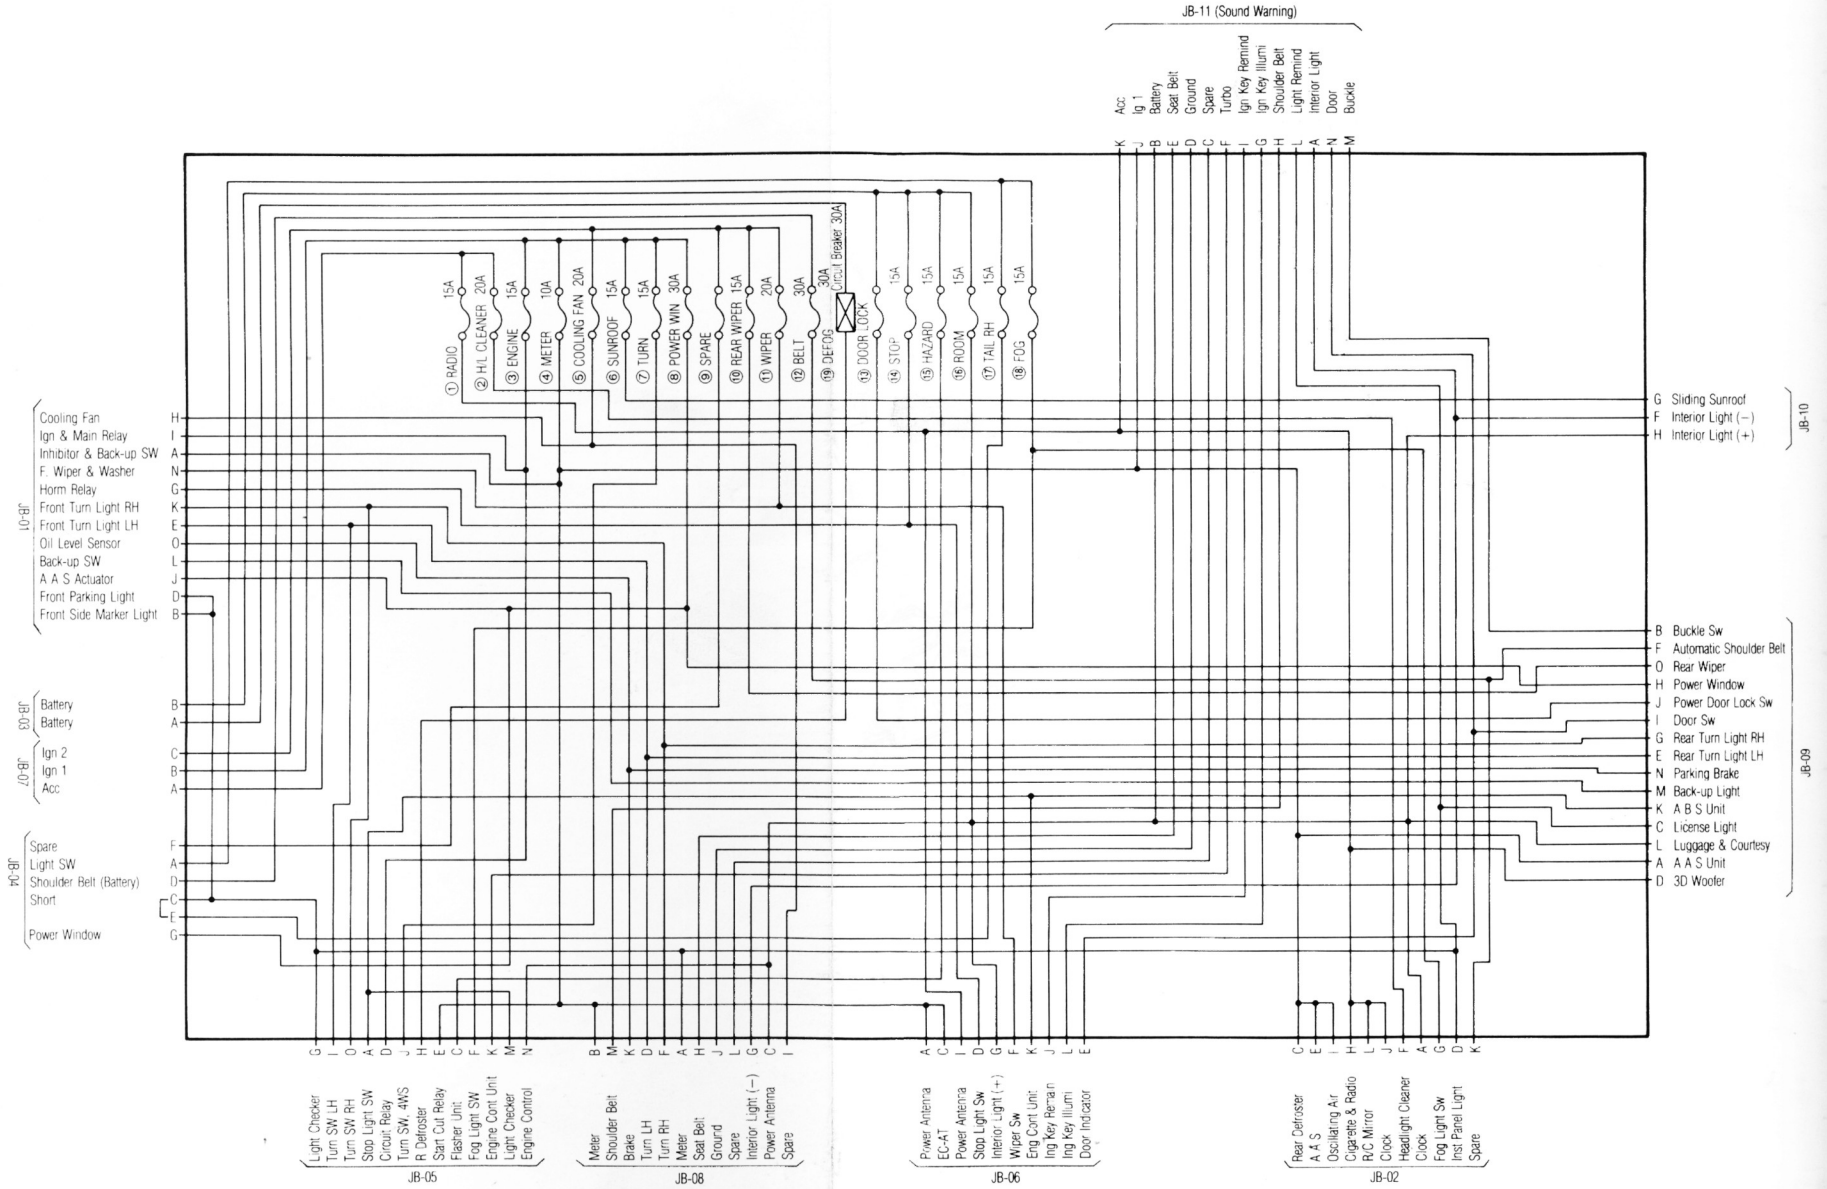 JB-11 (Sound Warning)
K Acc
J Ig 1
B Battery
E Seat Belt
D Ground
C Spare
F Turbo
I Ign Key Remind
G Ign Key Illumi
H Shoulder Belt
L Light Remind
A Interior Light
N Door
M Buckle
① RADIO 15A
② H/L CLEANER 20A
③ ENGINE 15A
④ METER 10A
⑤ COOLING FAN 20A
⑥ SUNROOF 15A
⑦ TURN 15A
⑧ POWER WIN 30A
⑨ SPARE
⑩ REAR WIPER 15A
⑪ WIPER 20A
⑫ BELT 30A
⑲ DEFOG 30A
Circuit Breaker 30A
⑬ DOOR LOCK
⑭ STOP 15A
⑮ HAZARD 15A
⑯ ROOM 15A
⑰ TAIL RH 15A
⑱ FOG 15A
JB-01
Cooling Fan H
Ign & Main Relay I
Inhibitor & Back-up SW A
F. Wiper & Washer N
Horm Relay G
Front Turn Light RH K
Front Turn Light LH E
Oil Level Sensor O
Back-up SW L
A A S Actuator J
Front Parking Light D
Front Side Marker Light B
JB-03
Battery B
Battery A
JB-07
Ign 2 C
Ign 1 B
Acc A
JB-04
Spare F
Light SW A
Shoulder Belt (Battery) D
Short C
E
Power Window G
JB-10
G Sliding Sunroof
F Interior Light (−)
H Interior Light (+)
JB-09
B Buckle Sw
F Automatic Shoulder Belt
O Rear Wiper
H Power Window
J Power Door Lock Sw
I Door Sw
G Rear Turn Light RH
E Rear Turn Light LH
N Parking Brake
M Back-up Light
K A B S Unit
C License Light
L Luggage & Courtesy
A A A S Unit
D 3D Woofer
G Light Checker
I Turn SW LH
O Turn SW RH
A Stop Light SW
D Circuit Relay
J Turn SW, 4WS
H R Defroster
E Start Cut Relay
C Flasher Unit
F Fog Light SW
K Engine Cont Unit
M Light Checker
N Engine Control
JB-05
B Meter
M Shoulder Belt
K Brake
D Turn LH
F Turn RH
A Meter
H Seat Belt
J Ground
L Spare
G Interior Light (−)
C Power Antenna
I Spare
JB-08
A Power Antenna
C EC-AT
I Power Antenna
D Stop Light Sw
G Interior Light (+)
F Wiper Sw
K Eng Cont Unit
J Ing Key Remain
L Ing Key Illumi
E Door Indicator
JB-06
C Rear Defroster
E A A S
I Oscillating Air
H Cigarette & Radio
L R/C Mirror
J Clock
F Headlight Cleaner
A Clock
G Fog Light Sw
D Inst Panel Light
K Spare
JB-02